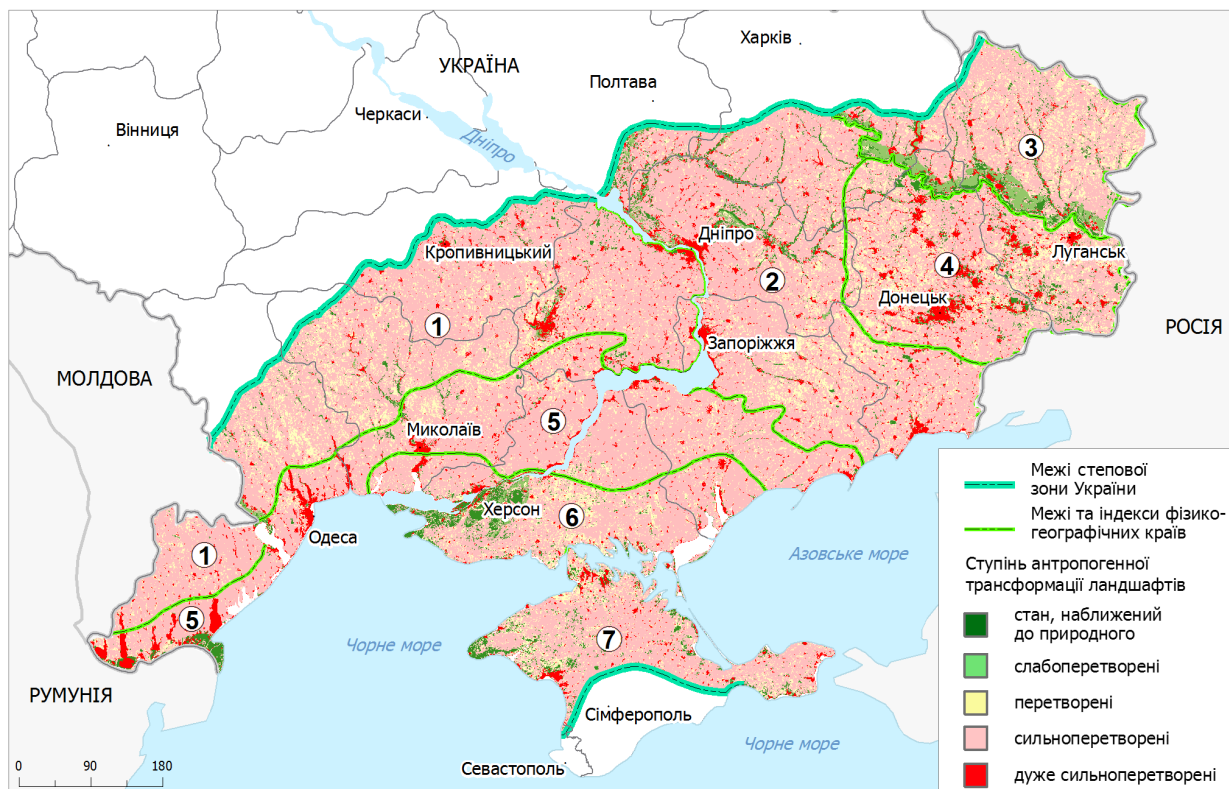 Харків
УКРАЇНА
Полтава
Черкаси
Вінниця
Дніпро
3
Кропивницький
Дніпро
Луганськ
2
4
Донецьк
1
РОСІЯ
Запоріжжя
МОЛДОВА
5
Миколаїв
Херсон
6
Одеса
1
Азовське море
5
Чорне море
7
РУМУНІЯ
Сімферополь
Чорне море
Севастополь
0 90 180
Межі степової
зони України
Межі та індекси фізико-
географічних країв
Ступінь антропогенної
трансформації ландшафтів
стан, наближений
до природного
слабоперетворені
перетворені
сильноперетворені
дуже сильноперетворені